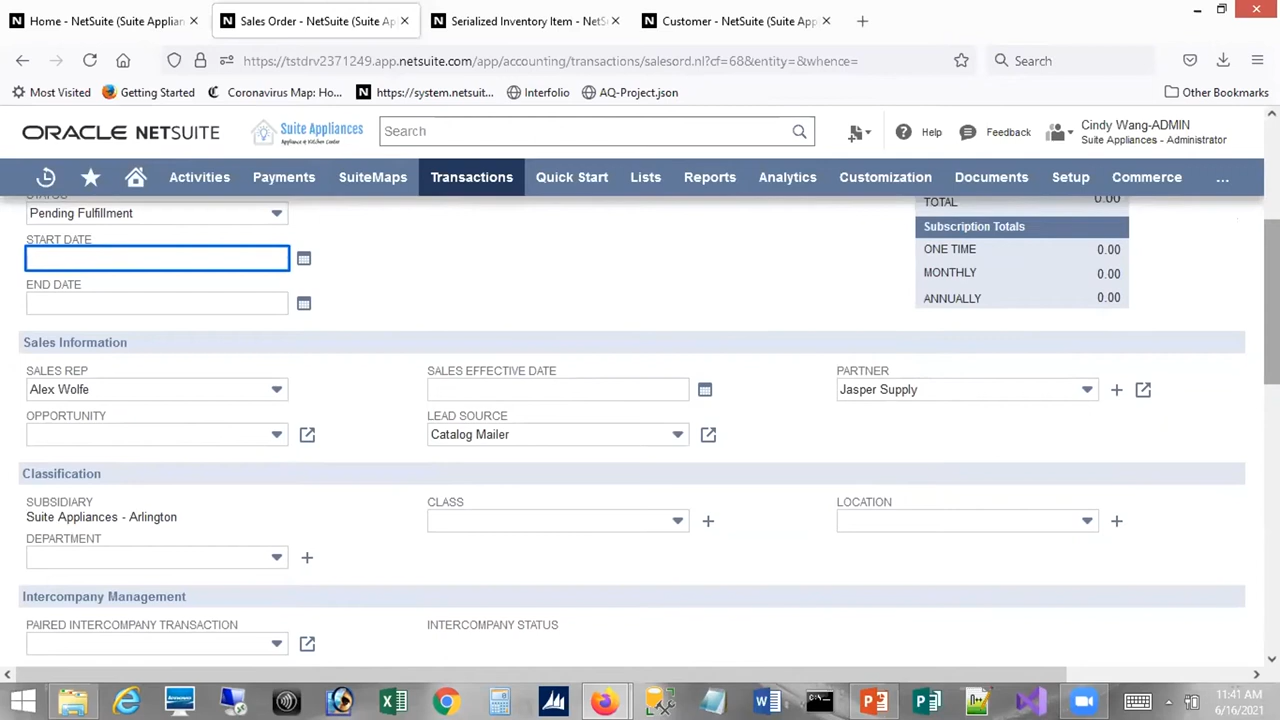 Home - NetSuite (Suite Applian
Sales Order - NetSuite (Suite Ap
Serialized Inventory Item - NetS
Customer - NetSuite (Suite App
https://tstdrv2371249.app.netsuite.com/app/accounting/transactions/salesord.nl?cf=68&entity=&whence=
Search
Most Visited
Getting Started
Coronavirus Map: Ho...
https://system.netsuit...
Interfolio
AQ-Project.json
Other Bookmarks
ORACLE NETSUITE
Suite Appliances
Appliance & Kitchen Center
Search
Help
Feedback
Cindy Wang-ADMIN
Suite Appliances - Administrator
Activities
Payments
SuiteMaps
Transactions
Quick Start
Lists
Reports
Analytics
Customization
Documents
Setup
Commerce
...
STATUS
Pending Fulfillment
START DATE
END DATE
TOTAL 0.00
Subscription Totals
ONE TIME 0.00
MONTHLY 0.00
ANNUALLY 0.00
Sales Information
SALES REP
Alex Wolfe
SALES EFFECTIVE DATE
PARTNER
Jasper Supply
OPPORTUNITY
LEAD SOURCE
Catalog Mailer
Classification
SUBSIDIARY
Suite Appliances - Arlington
CLASS
LOCATION
DEPARTMENT
Intercompany Management
PAIRED INTERCOMPANY TRANSACTION
INTERCOMPANY STATUS
11:41 AM
6/16/2021